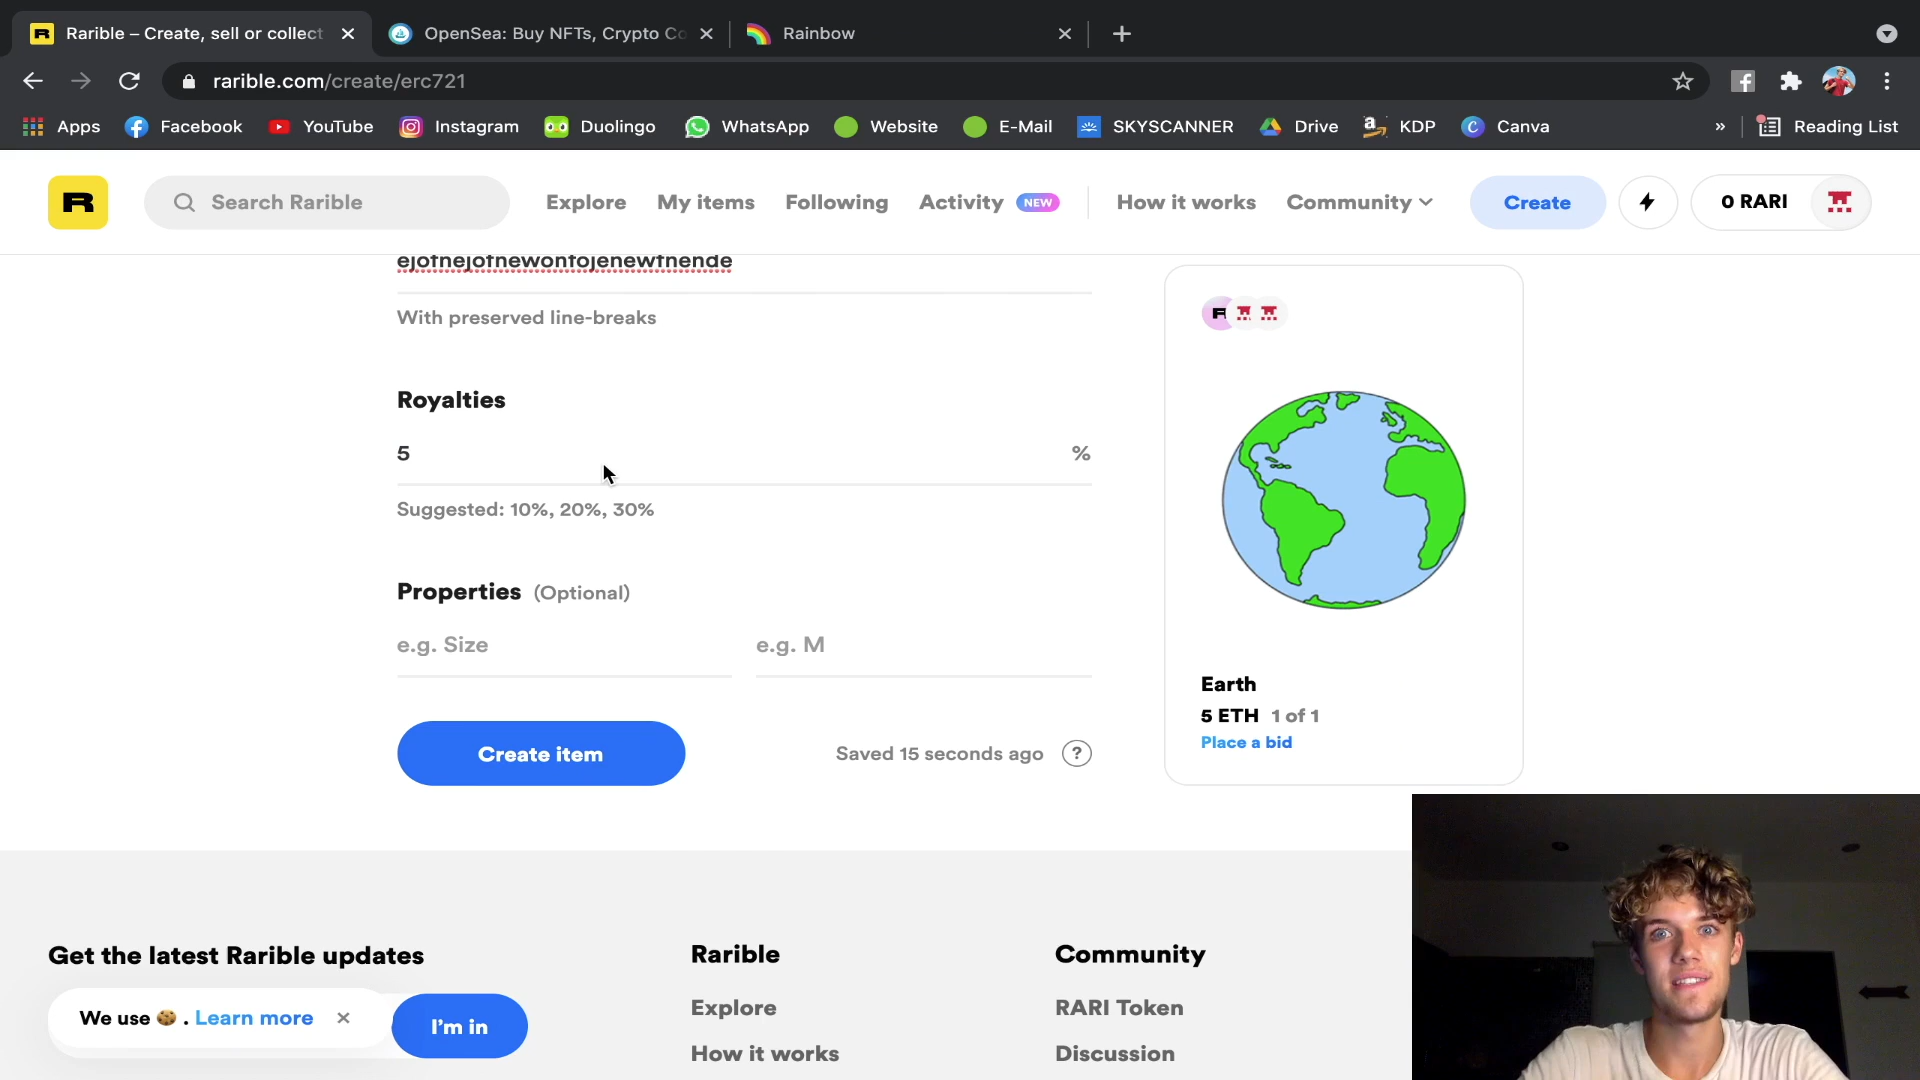 Rarible – Create, sell or collect
OpenSea: Buy NFTs, Crypto Co
Rainbow
rarible.com/create/erc721
Apps
Facebook
YouTube
Instagram
Duolingo
WhatsApp
Website
E-Mail
SKYSCANNER
Drive
KDP
Canva
»
Reading List
R
Search Rarible
Explore
My items
Following
Activity NEW
How it works
Community
Create
0 RARI
With preserved line-breaks
Royalties
5 %
Suggested: 10%, 20%, 30%
Properties (Optional)
e.g. Size
e.g. M
Create item
Saved 15 seconds ago ?
Earth
5 ETH 1 of 1
Place a bid
Get the latest Rarible updates
We use 🍪 . Learn more
I'm in
Rarible
Explore
How it works
Community
RARI Token
Discussion